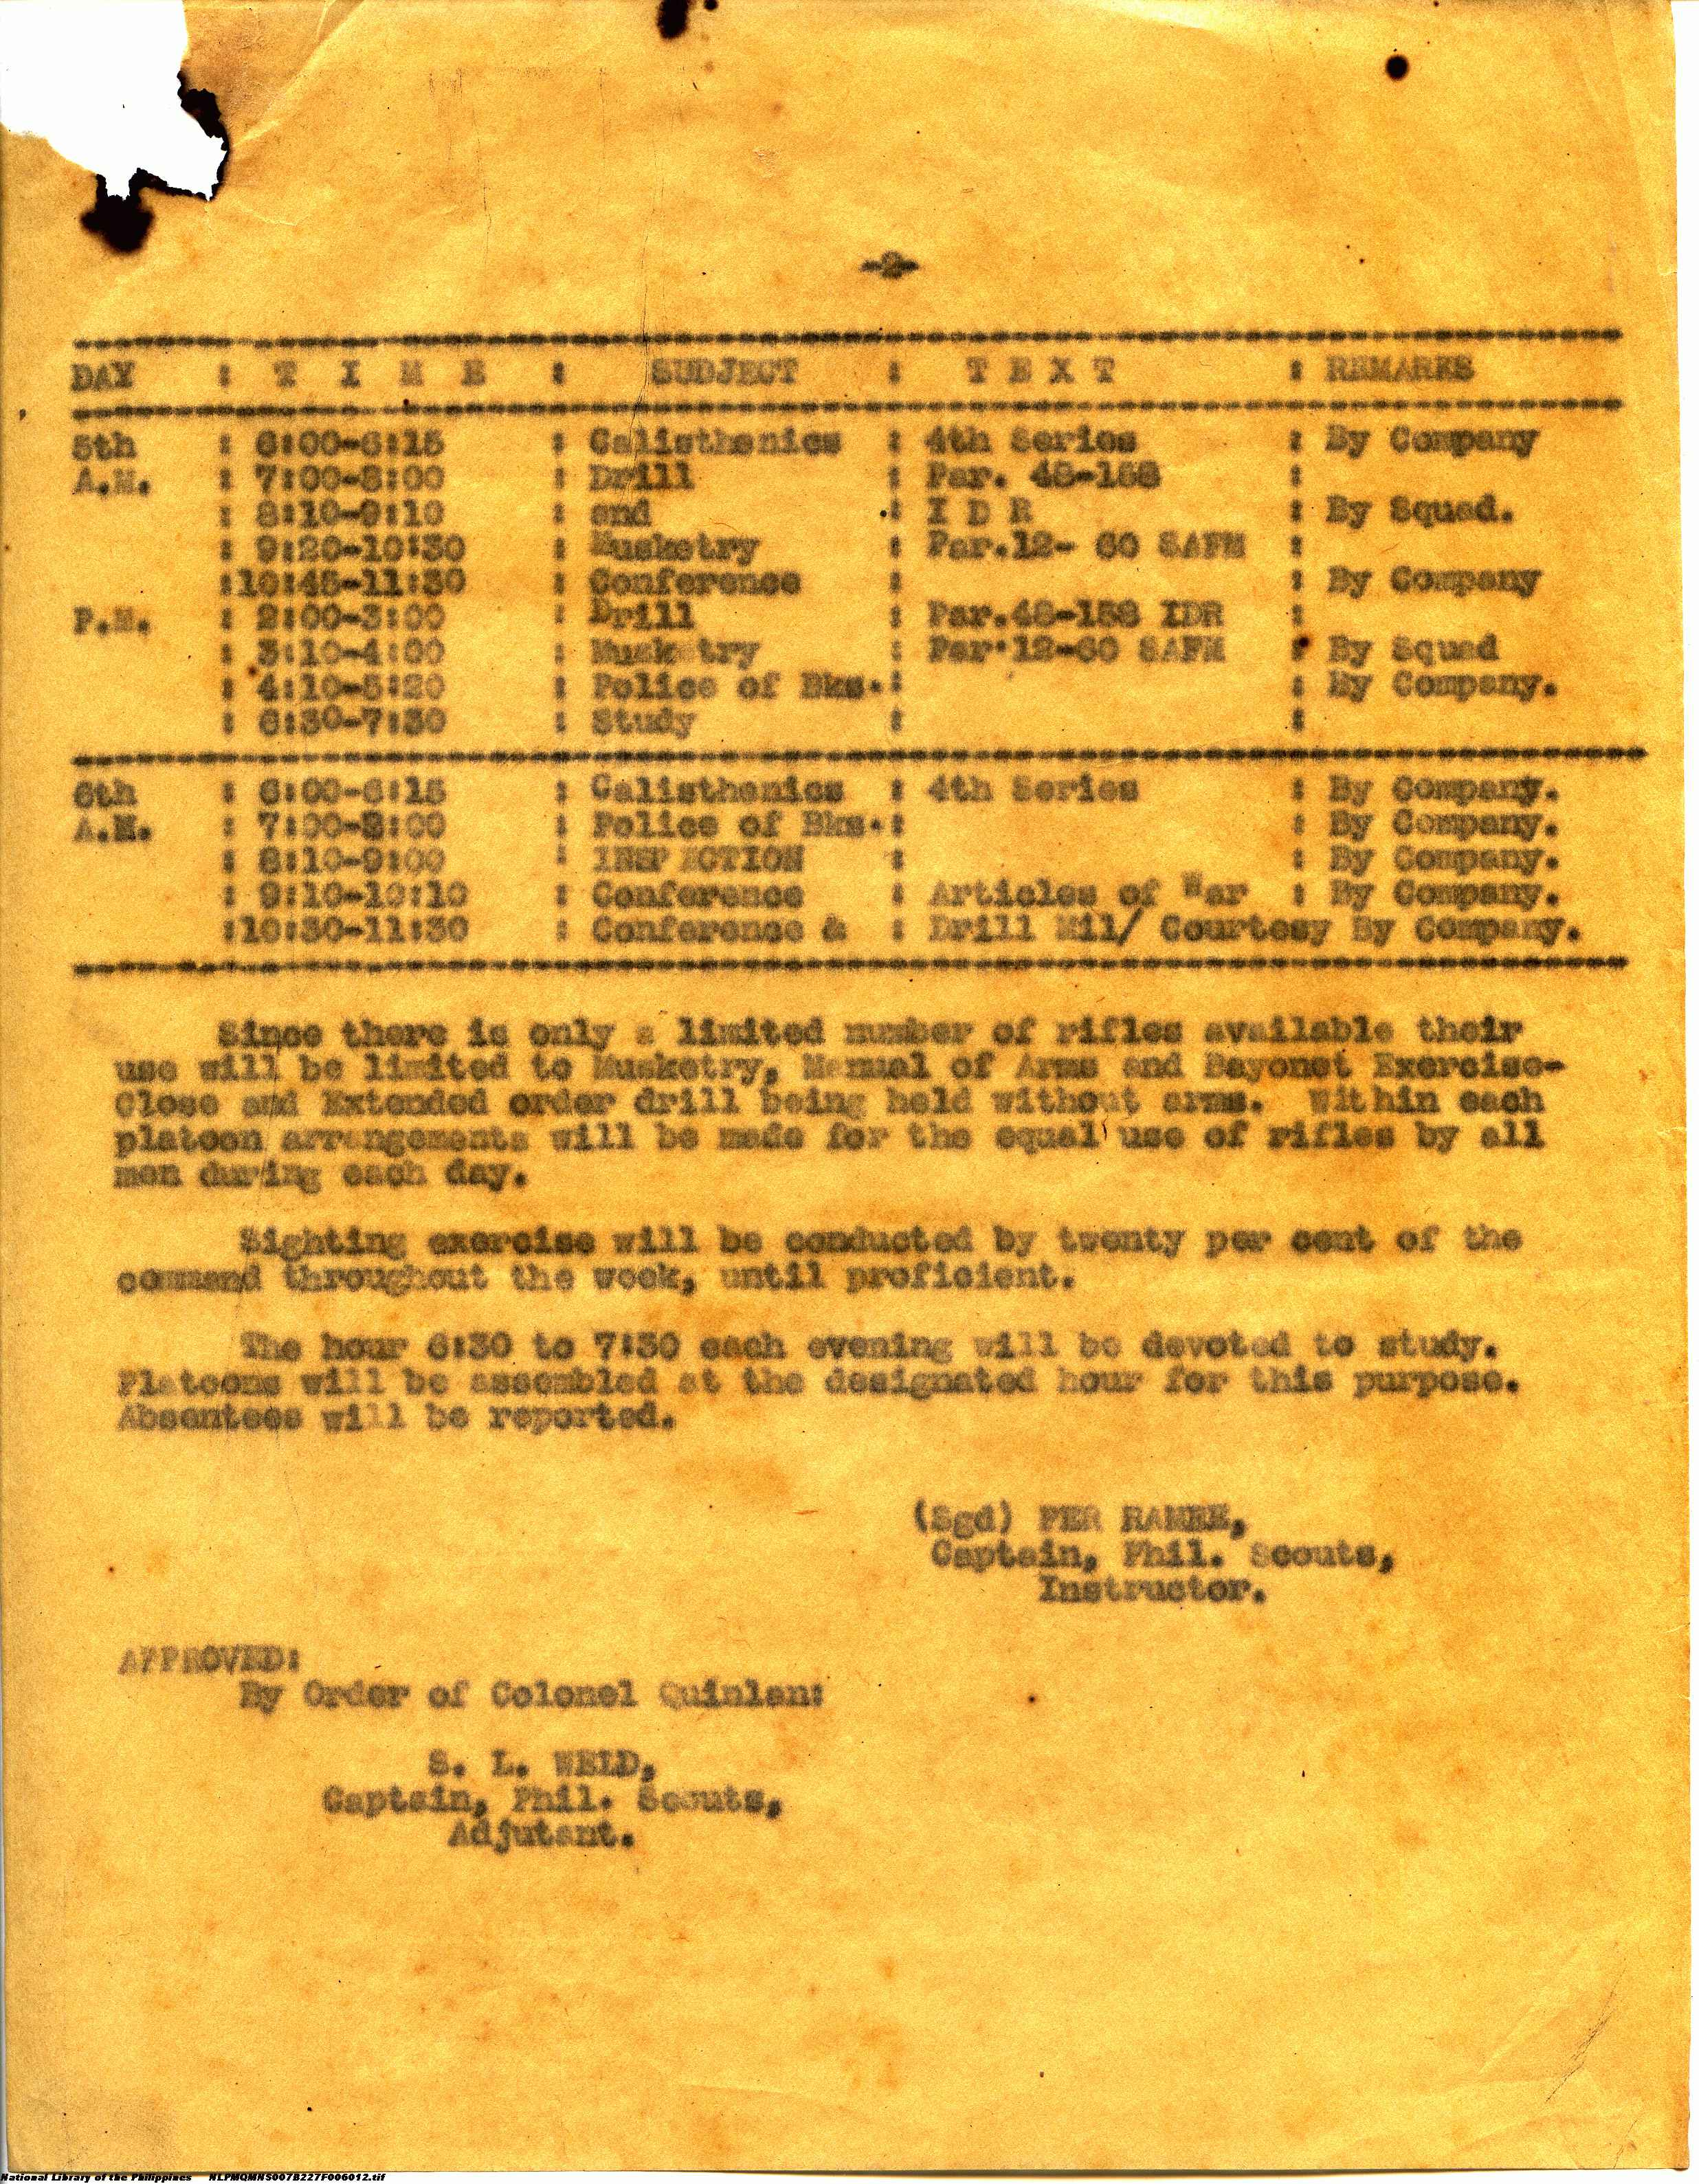 -2-
DAY : T I M E : SUBJECT : T E X T : REMARKS
5th : 6:00-6:15 : Calisthenics : 4th Series : By Company
A.M. : 7:00-8:00 : Drill : Par. 48-158 :
: 8:10-9:10 : and : I D R : By Squad.
: 9:20-10:30 : Musketry : Par.12- 60 SAFM :
:10:45-11:30 : Conference : : By Company
P.M. : 2:00-3:00 : Drill : Par.48-158 IDR :
: 3:10-4:00 : Musk try : Par.12-60 SAFM : By Squad
: 4:10-5:20 : Police of Bks. : : By Company.
: 6:30-7:30 : Study : :
6th : 6:00-6:15 : Calisthenics : 4th Series : By Company.
A.M. : 7:00-8:00 : Police of Bks. : : By Company.
: 8:10-9:00 : INSP ECTION : : By Company.
: 9:10-10:10 : Conference : Articles of War : By Company.
:10:30-11:30 : Conference & : Drill Mil/ Courtesy By Company.
Since there is only a limited number of rifles available their
use will be limited to Musketry, Manual of Arms and Bayonet Exercise-
Close and Extended order drill being held without arms. Within each
platoon arrangements will be made for the equal use of rifles by all
men during each day.
Sighting exercise will be conducted by twenty per cent of the
command throughout the week, until proficient.
The hour 6:30 to 7:30 each evening will be devoted to study.
Platoons will be assembled at the designated hour for this purpose.
Absentees will be reported.
(Sgd) PER RAMEE,
Captain, Phil. Scouts,
Instructor.
APPROVED:
By Order of Colonel Quinlan:
S. L. WELD,
Captain, Phil. Scouts,
Adjutant.
National Library of the Philippines NLPMQMNS007B227F006012.tif